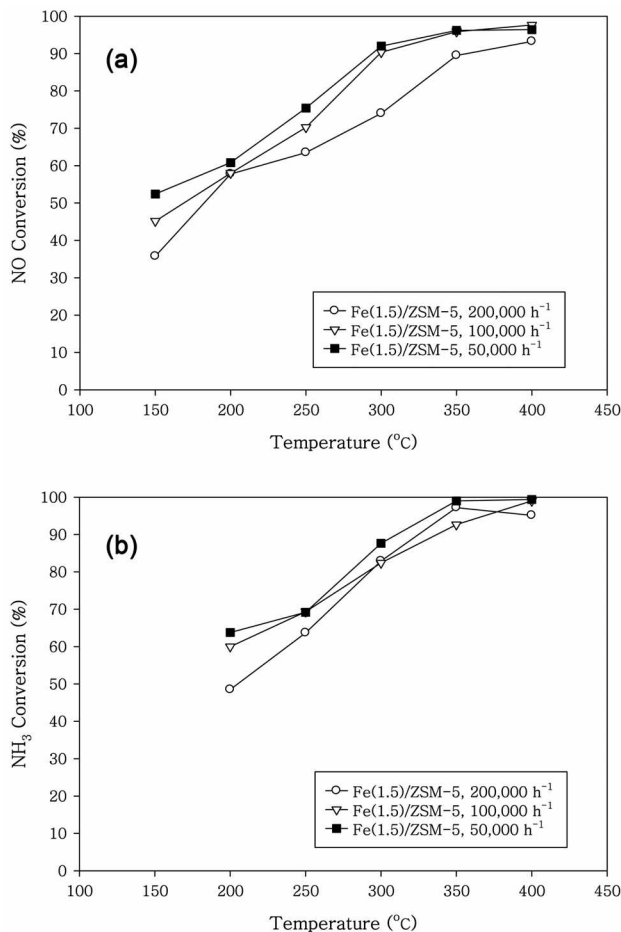 100
90
80
70
60
50
40
30
20
10
0
NO Conversion (%)
(a)
Fe(1.5)/ZSM-5, 200,000 h⁻¹
Fe(1.5)/ZSM-5, 100,000 h⁻¹
Fe(1.5)/ZSM-5, 50,000 h⁻¹
100 150 200 250 300 350 400 450
Temperature (°C)
100
90
80
70
60
50
40
30
20
10
0
NH₃ Conversion (%)
(b)
Fe(1.5)/ZSM-5, 200,000 h⁻¹
Fe(1.5)/ZSM-5, 100,000 h⁻¹
Fe(1.5)/ZSM-5, 50,000 h⁻¹
100 150 200 250 300 350 400 450
Temperature (°C)